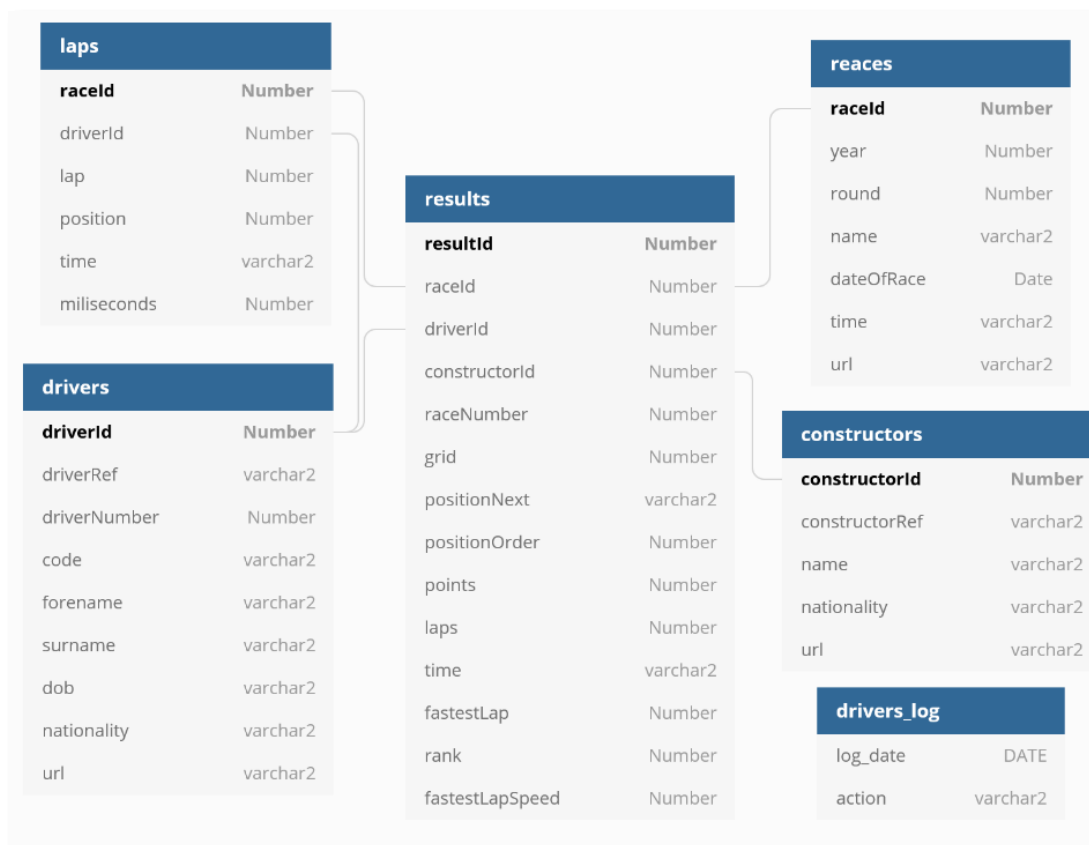 laps
raceId Number
driverId Number
lap Number
position Number
time varchar2
miliseconds Number
drivers
driverId Number
driverRef varchar2
driverNumber Number
code varchar2
forename varchar2
surname varchar2
dob varchar2
nationality varchar2
url varchar2
results
resultId Number
raceId Number
driverId Number
constructorId Number
raceNumber Number
grid Number
positionNext varchar2
positionOrder Number
points Number
laps Number
time varchar2
fastestLap Number
rank Number
fastestLapSpeed Number
reaces
raceId Number
year Number
round Number
name varchar2
dateOfRace Date
time varchar2
url varchar2
constructors
constructorId Number
constructorRef varchar2
name varchar2
nationality varchar2
url varchar2
drivers_log
log_date DATE
action varchar2